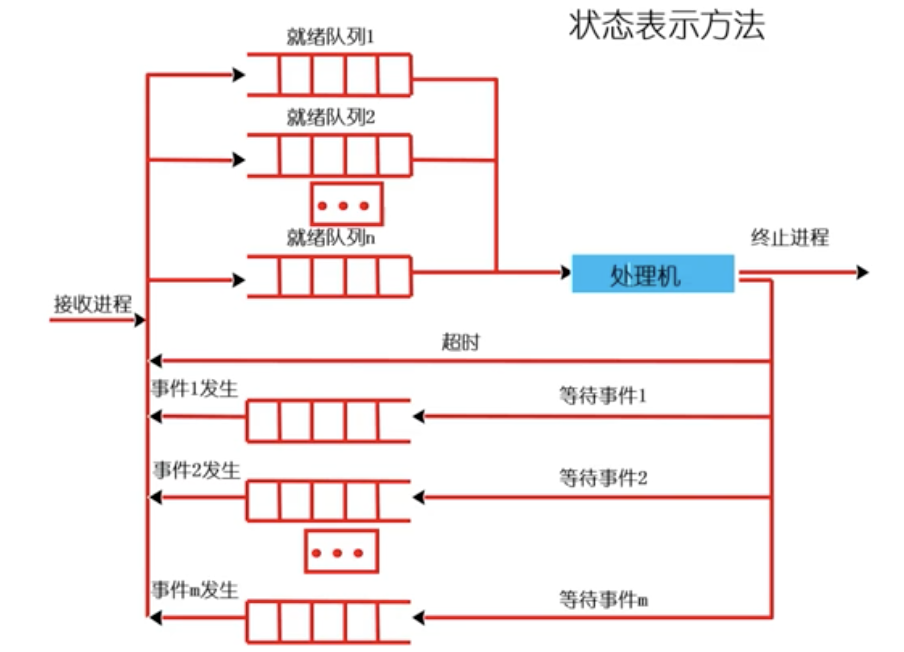 状态表示方法
就绪队列1
就绪队列2
就绪队列n
终止进程
处理机
接收进程
超时
事件1发生
等待事件1
事件2发生
等待事件2
事件m发生
等待事件m